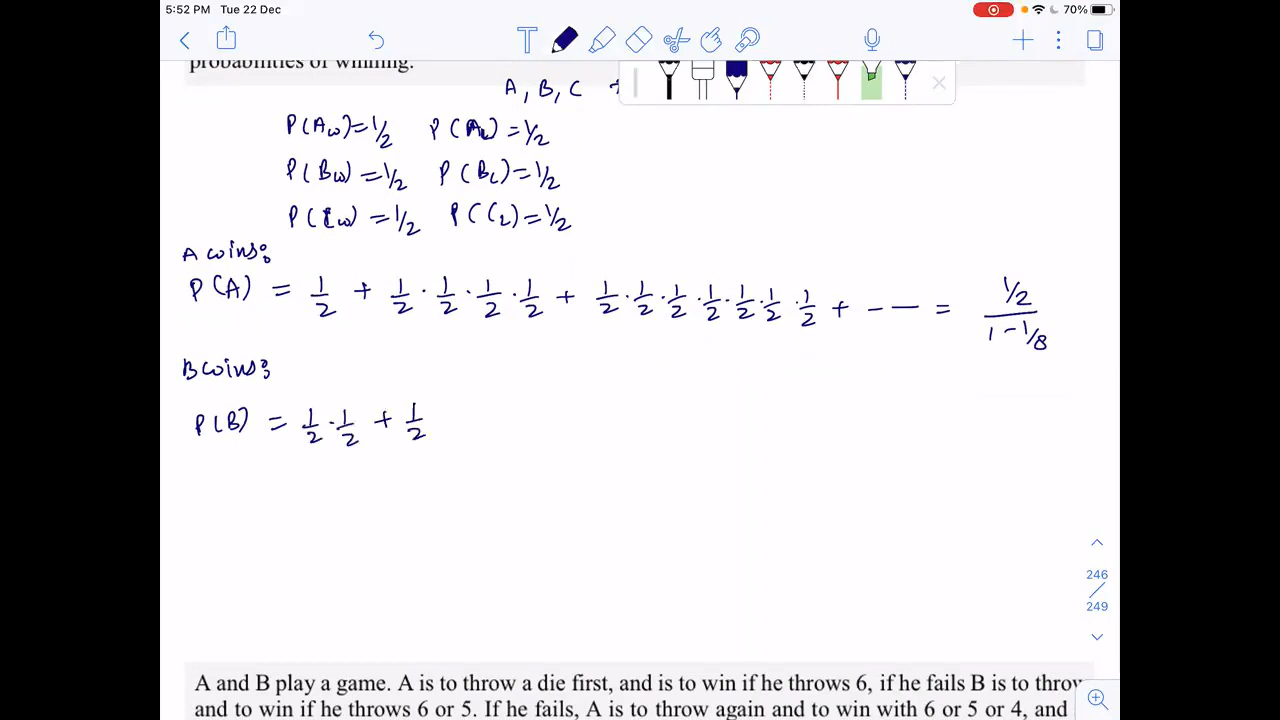 5:52 PM Tue 22 Dec 70%
probabilities of winning.
A, B, C
P(Aω)=1/2 P(AL)=1/2
P(Bω)=1/2 P(BL)=1/2
P(Cω)=1/2 P(CL)=1/2
A wins:
P(A) = 1/2 + 1/2 · 1/2 · 1/2 · 1/2 + 1/2 · 1/2 · 1/2 · 1/2 · 1/2 · 1/2 · 1/2 + - — = 1/2 / 1 - 1/8
B wins:
P(B) = 1/2 · 1/2 + 1/2
246
249
A and B play a game. A is to throw a die first, and is to win if he throws 6, if he fails B is to throw
and to win if he throws 6 or 5. If he fails, A is to throw again and to win with 6 or 5 or 4, and